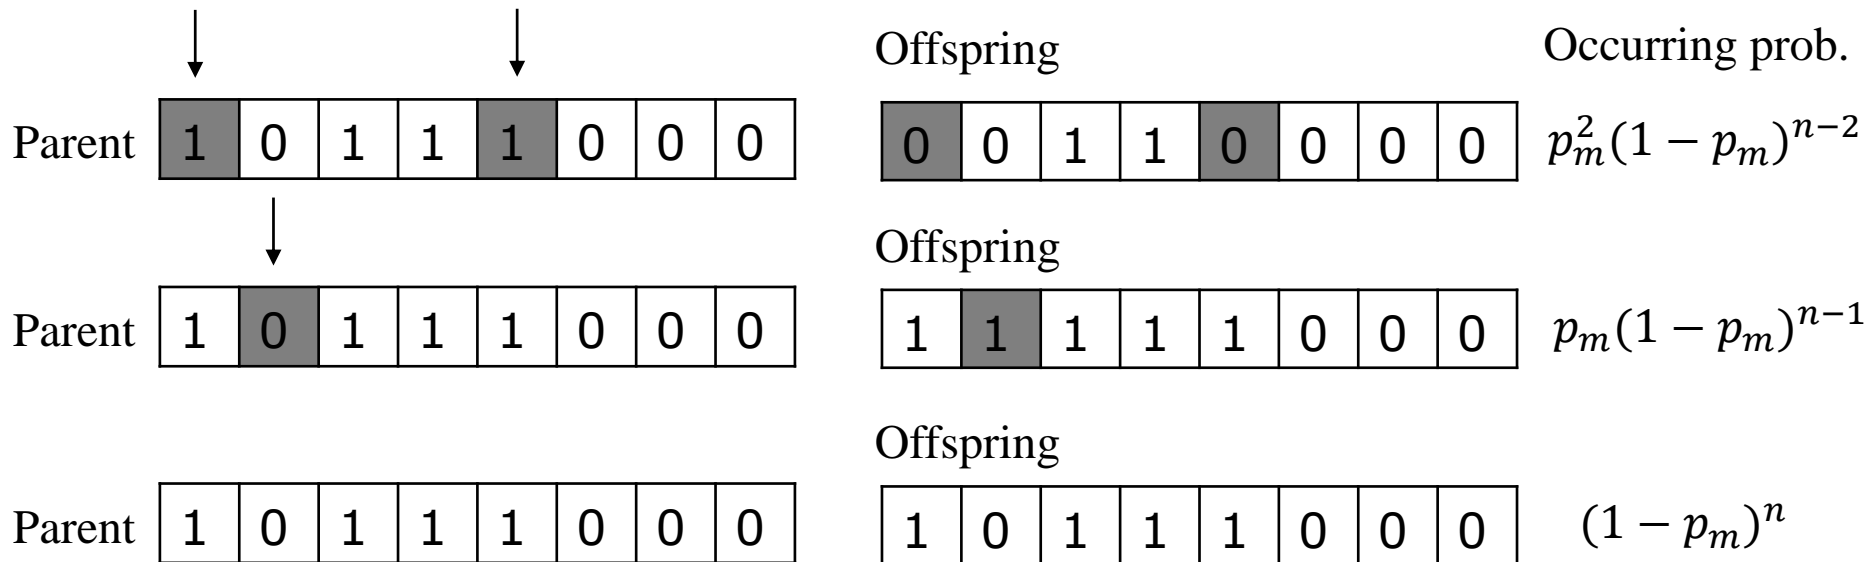 Offspring Occurring prob.
Parent 1 0 1 1 1 0 0 0 0 0 1 1 0 0 0 0 $p_m^2(1-p_m)^{n-2}$
Offspring
Parent 1 0 1 1 1 0 0 0 1 1 1 1 1 0 0 0 $p_m(1-p_m)^{n-1}$
Offspring
Parent 1 0 1 1 1 0 0 0 1 0 1 1 1 0 0 0 $(1-p_m)^n$